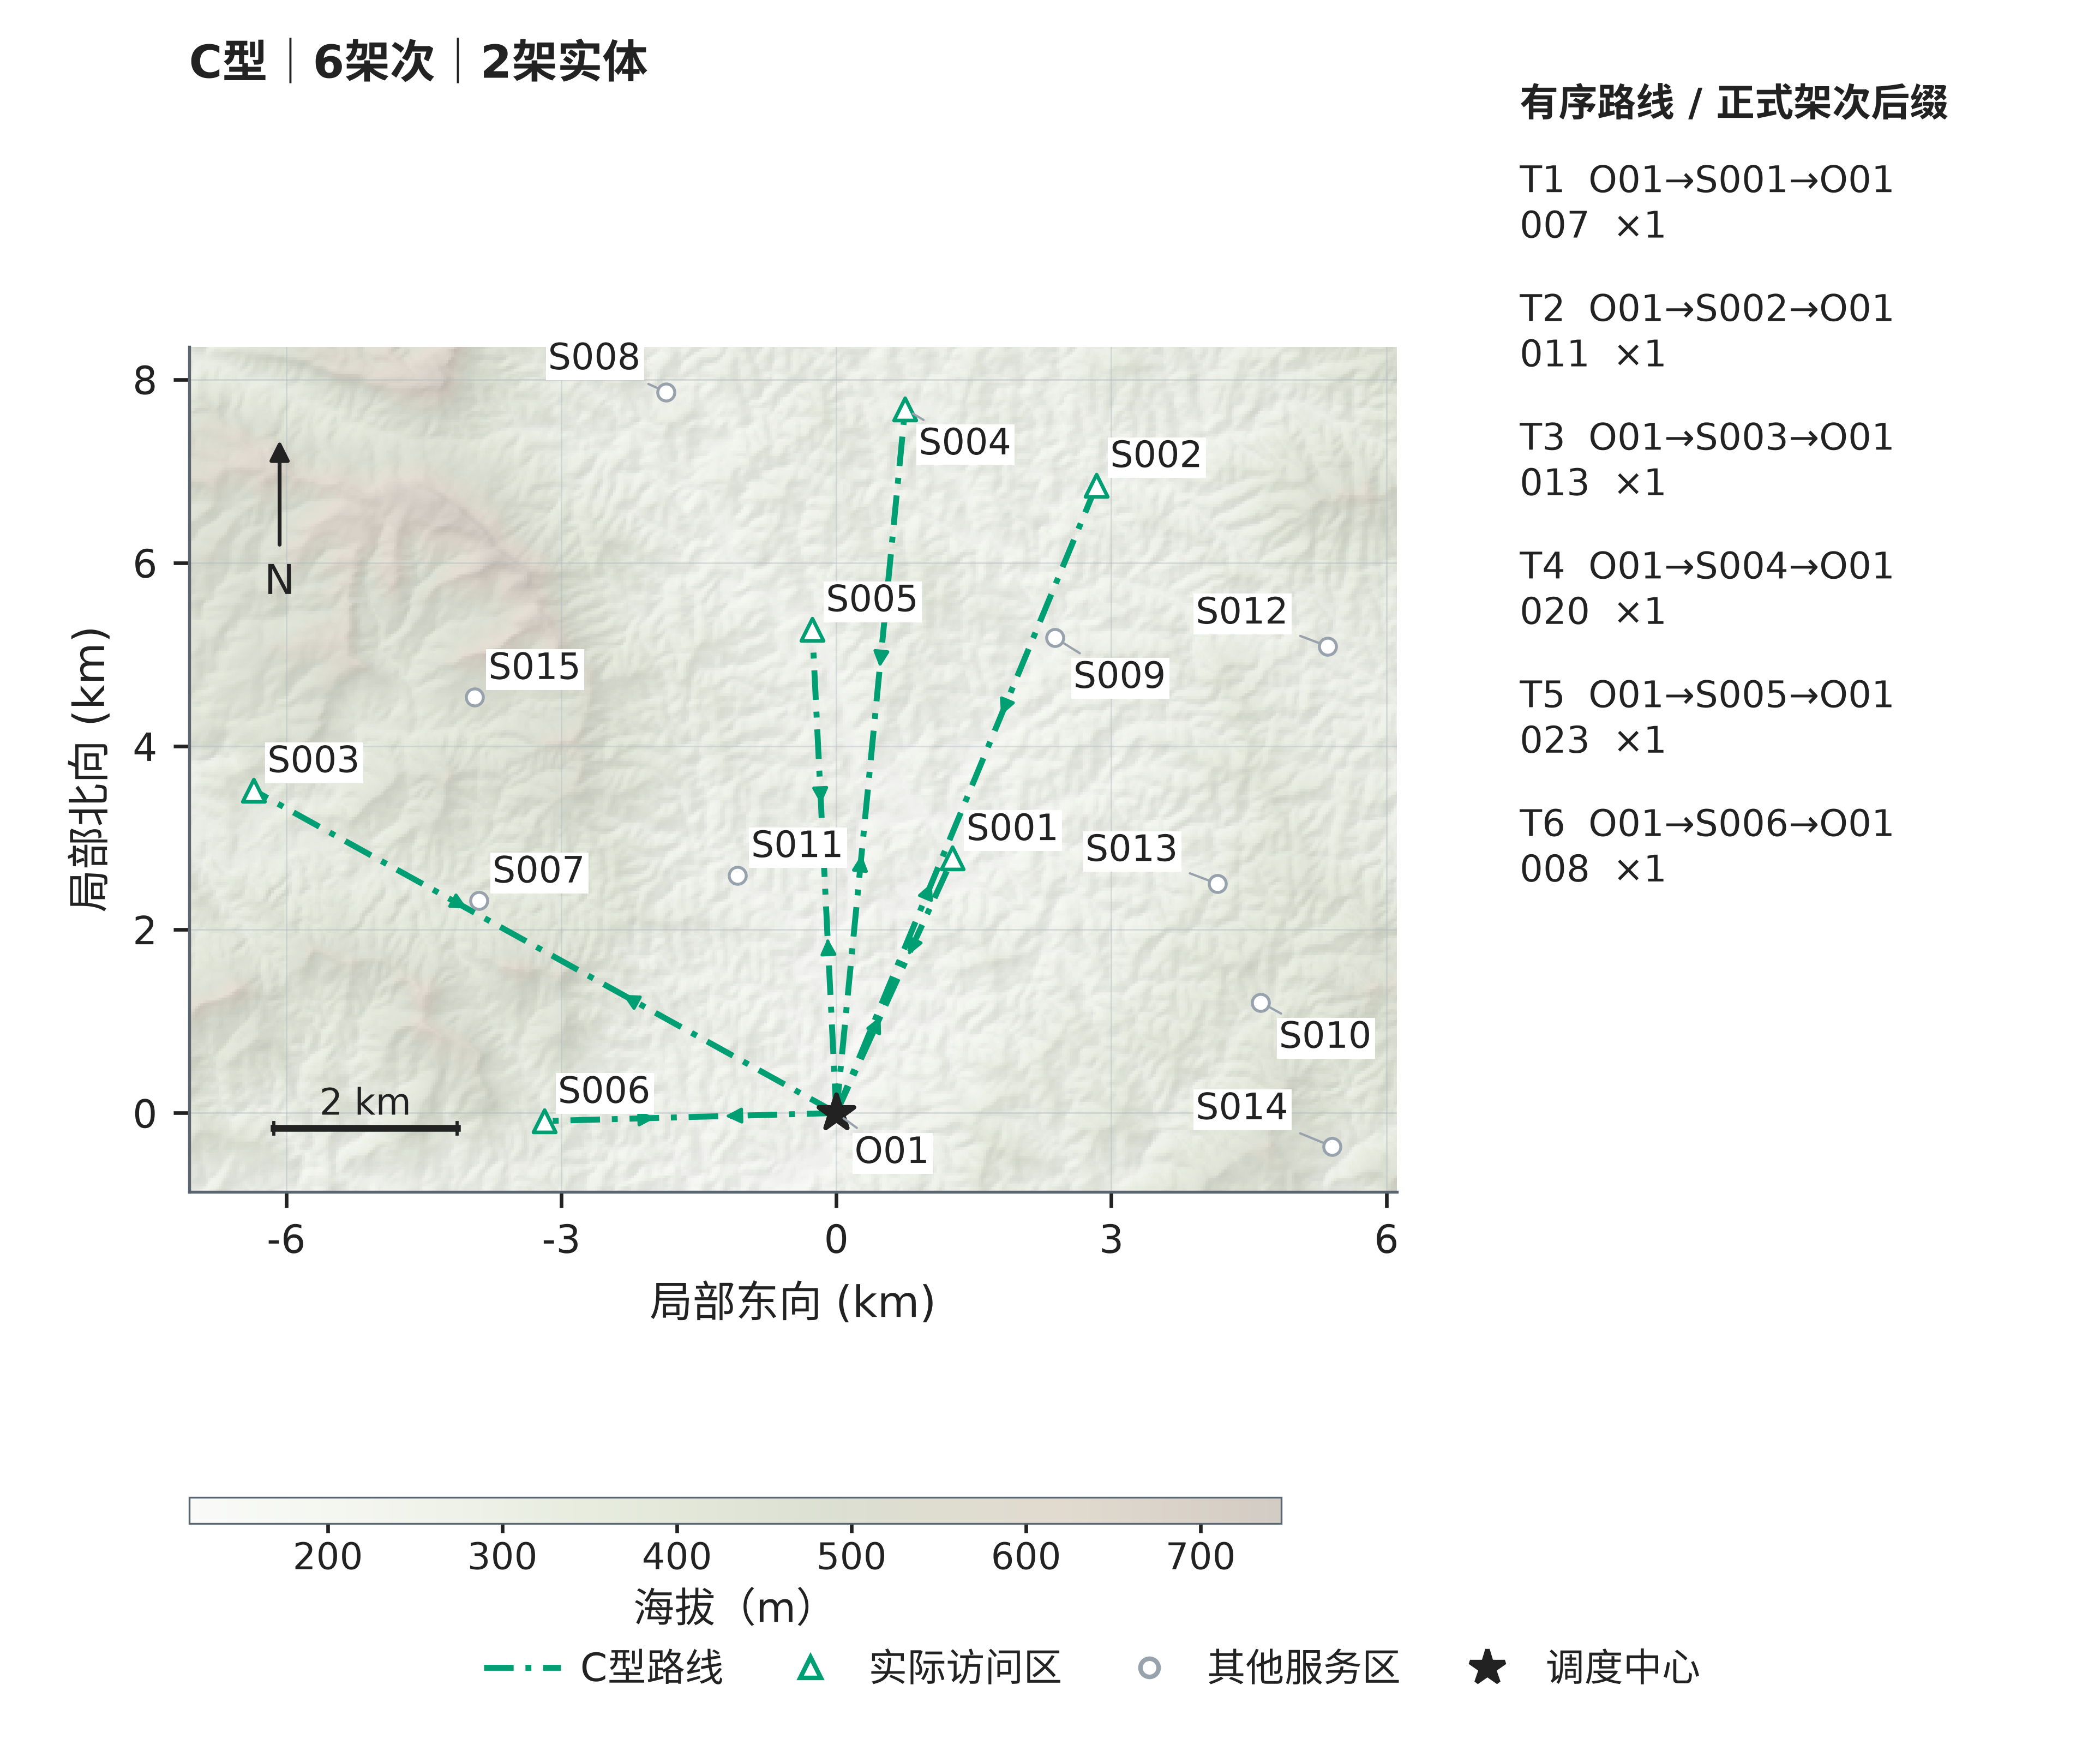 C型｜6架次｜2架实体
有序路线 / 正式架次后缀
T1 O01→S001→O01
007 ×1
T2 O01→S002→O01
011 ×1
T3 O01→S003→O01
013 ×1
T4 O01→S004→O01
020 ×1
T5 O01→S005→O01
023 ×1
T6 O01→S006→O01
008 ×1
局部北向 (km)
8
6
4
2
0
S008
S004
S002
N
S005
S012
S009
S015
S003
S001
S011
S013
S007
S010
S006
S014
2 km
O01
-6
-3
0
3
6
局部东向 (km)
200
300
400
500
600
700
海拔（m）
C型路线
实际访问区
其他服务区
调度中心